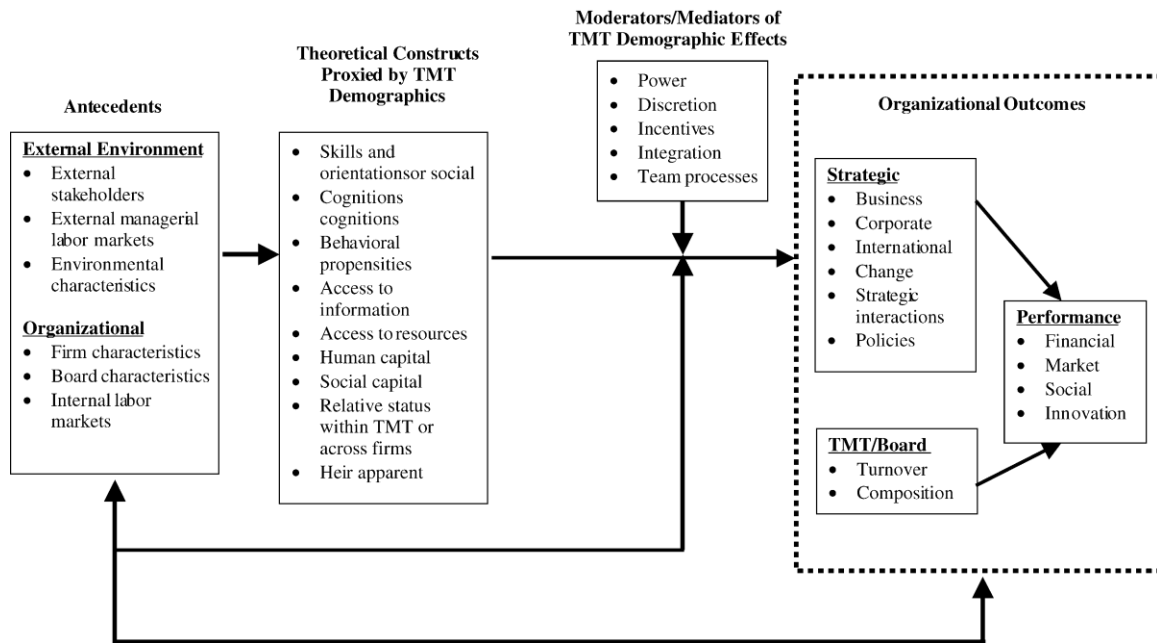 Antecedents
External Environment
• External
stakeholders
• External managerial
labor markets
• Environmental
characteristics
Organizational
• Firm characteristics
• Board characteristics
• Internal labor
markets
Theoretical Constructs
Proxied by TMT
Demographics
• Skills and
orientationsor social
• Cognitions
cognitions
• Behavioral
propensities
• Access to
information
• Access to resources
• Human capital
• Social capital
• Relative status
within TMT or
across firms
• Heir apparent
Moderators/Mediators of
TMT Demographic Effects
• Power
• Discretion
• Incentives
• Integration
• Team processes
Organizational Outcomes
Strategic
• Business
• Corporate
• International
• Change
• Strategic
interactions
• Policies
TMT/Board
• Turnover
• Composition
Performance
• Financial
• Market
• Social
• Innovation